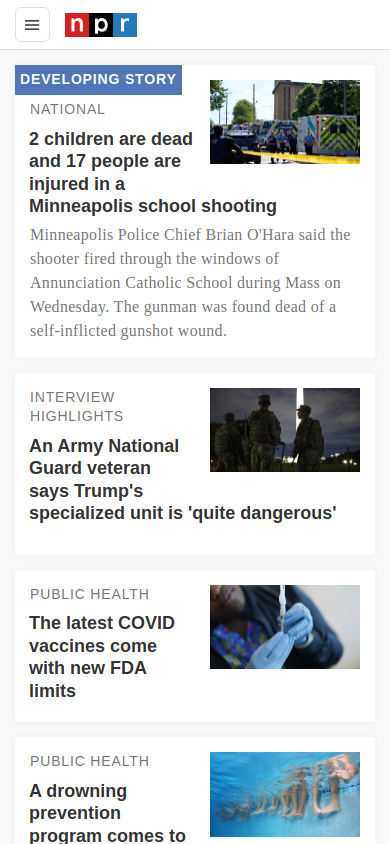 npr
DEVELOPING STORY
NATIONAL
2 children are dead
and 17 people are
injured in a
Minneapolis school shooting
Minneapolis Police Chief Brian O'Hara said the
shooter fired through the windows of
Annunciation Catholic School during Mass on
Wednesday. The gunman was found dead of a
self-inflicted gunshot wound.
INTERVIEW
HIGHLIGHTS
An Army National
Guard veteran
says Trump's
specialized unit is 'quite dangerous'
PUBLIC HEALTH
The latest COVID
vaccines come
with new FDA
limits
PUBLIC HEALTH
A drowning
prevention
program comes to